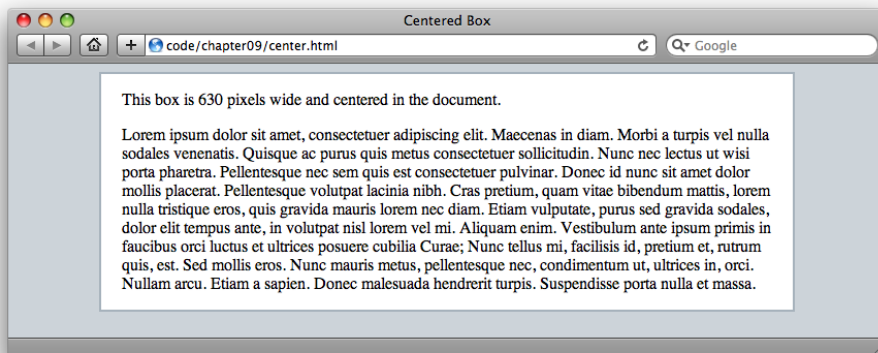 Centered Box
code/chapter09/center.html
Google
This box is 630 pixels wide and centered in the document.
Lorem ipsum dolor sit amet, consectetuer adipiscing elit. Maecenas in diam. Morbi a turpis vel nulla
sodales venenatis. Quisque ac purus quis metus consectetuer sollicitudin. Nunc nec lectus ut wisi
porta pharetra. Pellentesque nec sem quis est consectetuer pulvinar. Donec id nunc sit amet dolor
mollis placerat. Pellentesque volutpat lacinia nibh. Cras pretium, quam vitae bibendum mattis, lorem
nulla tristique eros, quis gravida mauris lorem nec diam. Etiam vulputate, purus sed gravida sodales,
dolor elit tempus ante, in volutpat nisl lorem vel mi. Aliquam enim. Vestibulum ante ipsum primis in
faucibus orci luctus et ultrices posuere cubilia Curae; Nunc tellus mi, facilisis id, pretium et, rutrum
quis, est. Sed mollis eros. Nunc mauris metus, pellentesque nec, condimentum ut, ultrices in, orci.
Nullam arcu. Etiam a sapien. Donec malesuada hendrerit turpis. Suspendisse porta nulla et massa.